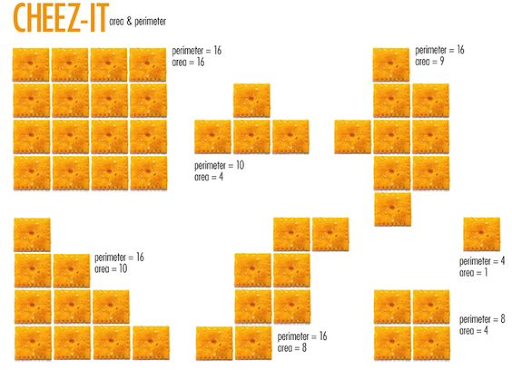 CHEEZ-IT area & perimeter
perimeter = 16
area = 16
perimeter = 16
area = 9
perimeter = 10
area = 4
perimeter = 16
area = 10
perimeter = 4
area = 1
perimeter = 16
area = 8
perimeter = 8
area = 4